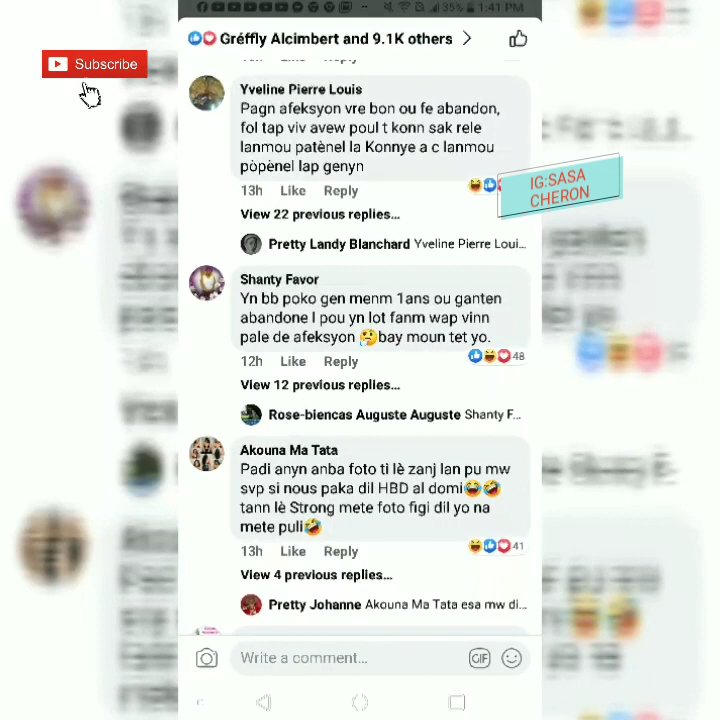 35% 1:41 PM
Gréffly Alcimbert and 9.1K others
Subscribe
Yveline Pierre Louis
Pagn afeksyon vre bon ou fe abandon,
fol tap viv avew poul t konn sak rele
lanmou patènel la Konnye a c lanmou
pòpènel lap genyn
13h Like Reply
IG:SASA
CHERON
View 22 previous replies...
Pretty Landy Blanchard Yveline Pierre Loui...
Shanty Favor
Yn bb poko gen menm 1ans ou ganten
abandone l pou yn lot fanm wap vinn
pale de afeksyon 🤔bay moun tet yo.
12h Like Reply 48
View 12 previous replies...
Rose-biencas Auguste Auguste Shanty F...
Akouna Ma Tata
Padi anyn anba foto ti lè zanj lan pu mw
svp si nous paka dil HBD al domi😂🤣
tann lè Strong mete foto figi dil yo na
mete puli🤣
13h Like Reply 41
View 4 previous replies...
Pretty Johanne Akouna Ma Tata esa mw di...
Write a comment...
GIF